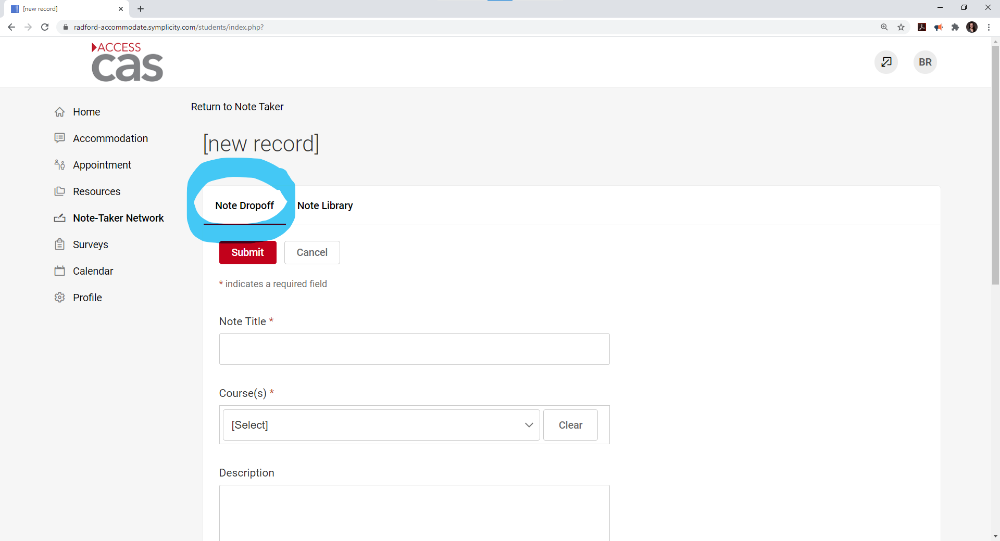 [new record]
radford-accommodate.symplicity.com/students/index.php?
ACCESS
cas
BR
Home
Accommodation
Appointment
Resources
Note-Taker Network
Surveys
Calendar
Profile
Return to Note Taker
[new record]
Note Dropoff Note Library
Submit Cancel
* indicates a required field
Note Title *
Course(s) *
[Select] Clear
Description